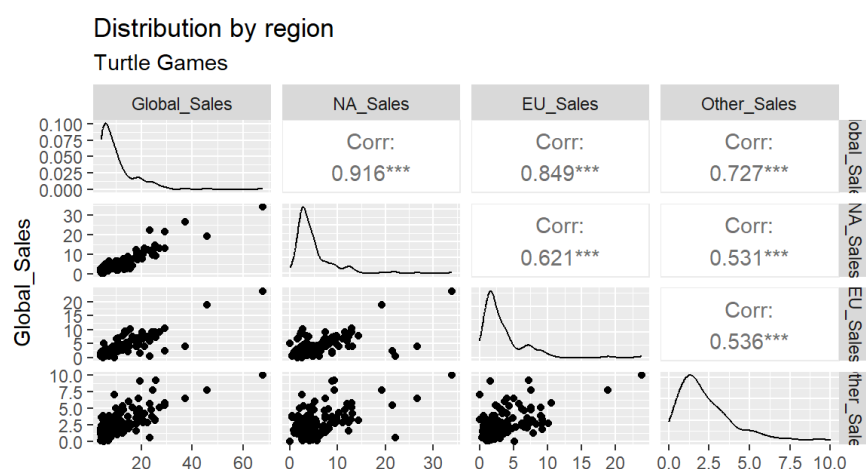 Distribution by region
Turtle Games
Global_Sales NA_Sales EU_Sales Other_Sales
0.100
0.075
0.050
0.025
0.000
Corr:
0.916***
Corr:
0.849***
Corr:
0.727***
lobal_Sale
30
20
10
0
Corr:
0.621***
Corr:
0.531***
NA_Sales
20
15
10
5
0
Corr:
0.536***
EU_Sales
10.0
7.5
5.0
2.5
0.0
ther_Sale
Global_Sales
20 40 60 0 10 20 30 0 5 10 15 20 0.0 2.5 5.0 7.5 10.0